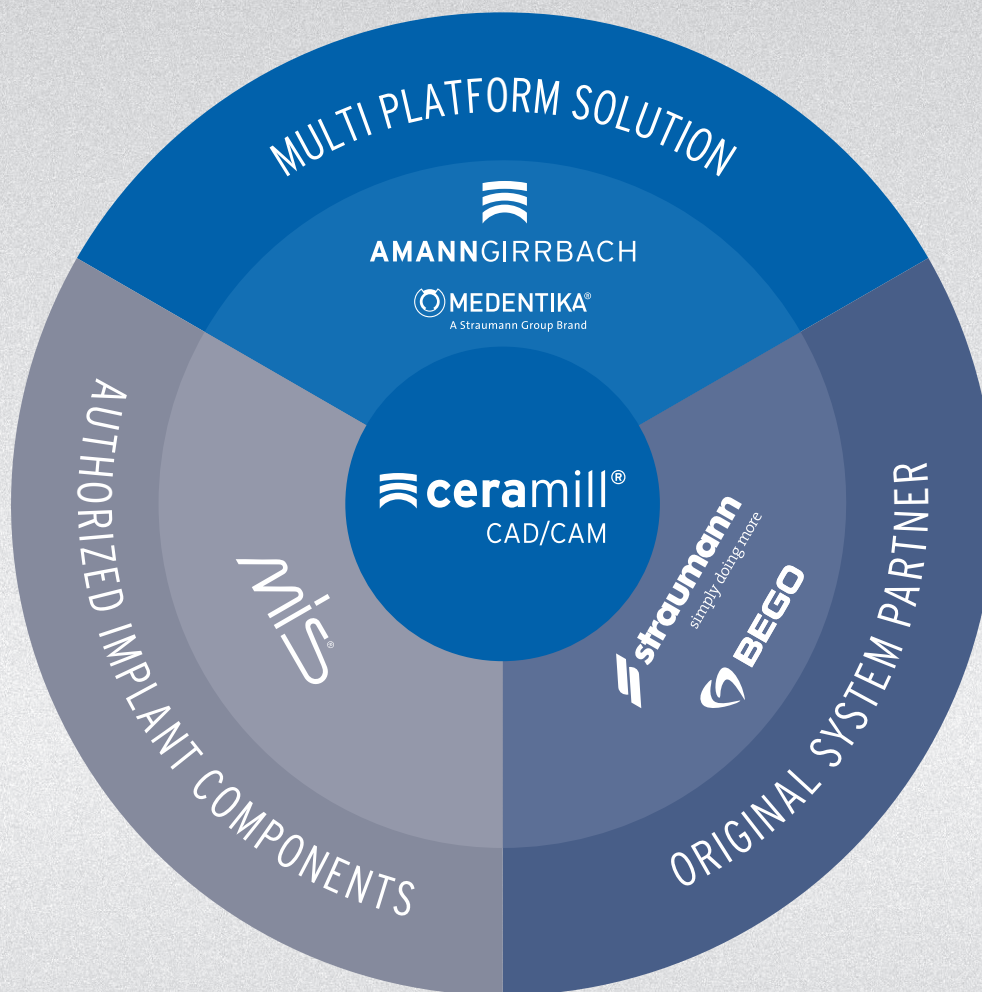 MULTI PLATFORM SOLUTION
AMANNGIRRBACH
MEDENTIKA®
A Straumann Group Brand
ceramill®
CAD/CAM
AUTHORIZED IMPLANT COMPONENTS
MIS®
straumann
simply doing more
BEGO
ORIGINAL SYSTEM PARTNER